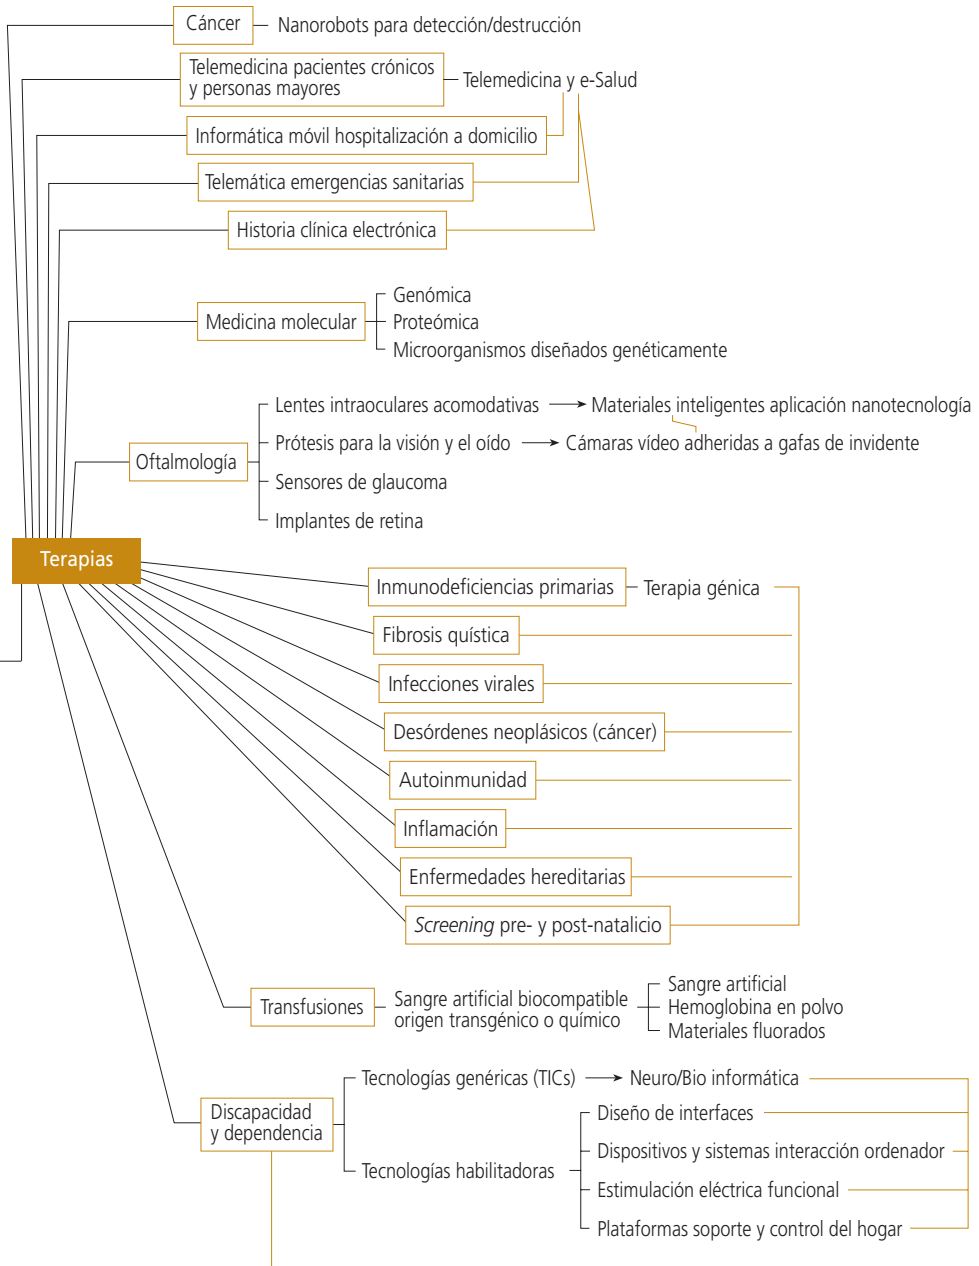 Cáncer
Nanorobots para detección/destrucción
Telemedicina pacientes crónicos
y personas mayores
Telemedicina y e-Salud
Informática móvil hospitalización a domicilio
Telemática emergencias sanitarias
Historia clínica electrónica
Medicina molecular
Genómica
Proteómica
Microorganismos diseñados genéticamente
Oftalmología
Lentes intraoculares acomodativas
Materiales inteligentes aplicación nanotecnología
Prótesis para la visión y el oído
Cámaras vídeo adheridas a gafas de invidente
Sensores de glaucoma
Implantes de retina
Terapias
Inmunodeficiencias primarias
Terapia génica
Fibrosis quística
Infecciones virales
Desórdenes neoplásicos (cáncer)
Autoinmunidad
Inflamación
Enfermedades hereditarias
Screening pre- y post-natalicio
Transfusiones
Sangre artificial biocompatible
origen transgénico o químico
Sangre artificial
Hemoglobina en polvo
Materiales fluorados
Discapacidad
y dependencia
Tecnologías genéricas (TICs)
Neuro/Bio informática
Tecnologías habilitadoras
Diseño de interfaces
Dispositivos y sistemas interacción ordenador
Estimulación eléctrica funcional
Plataformas soporte y control del hogar